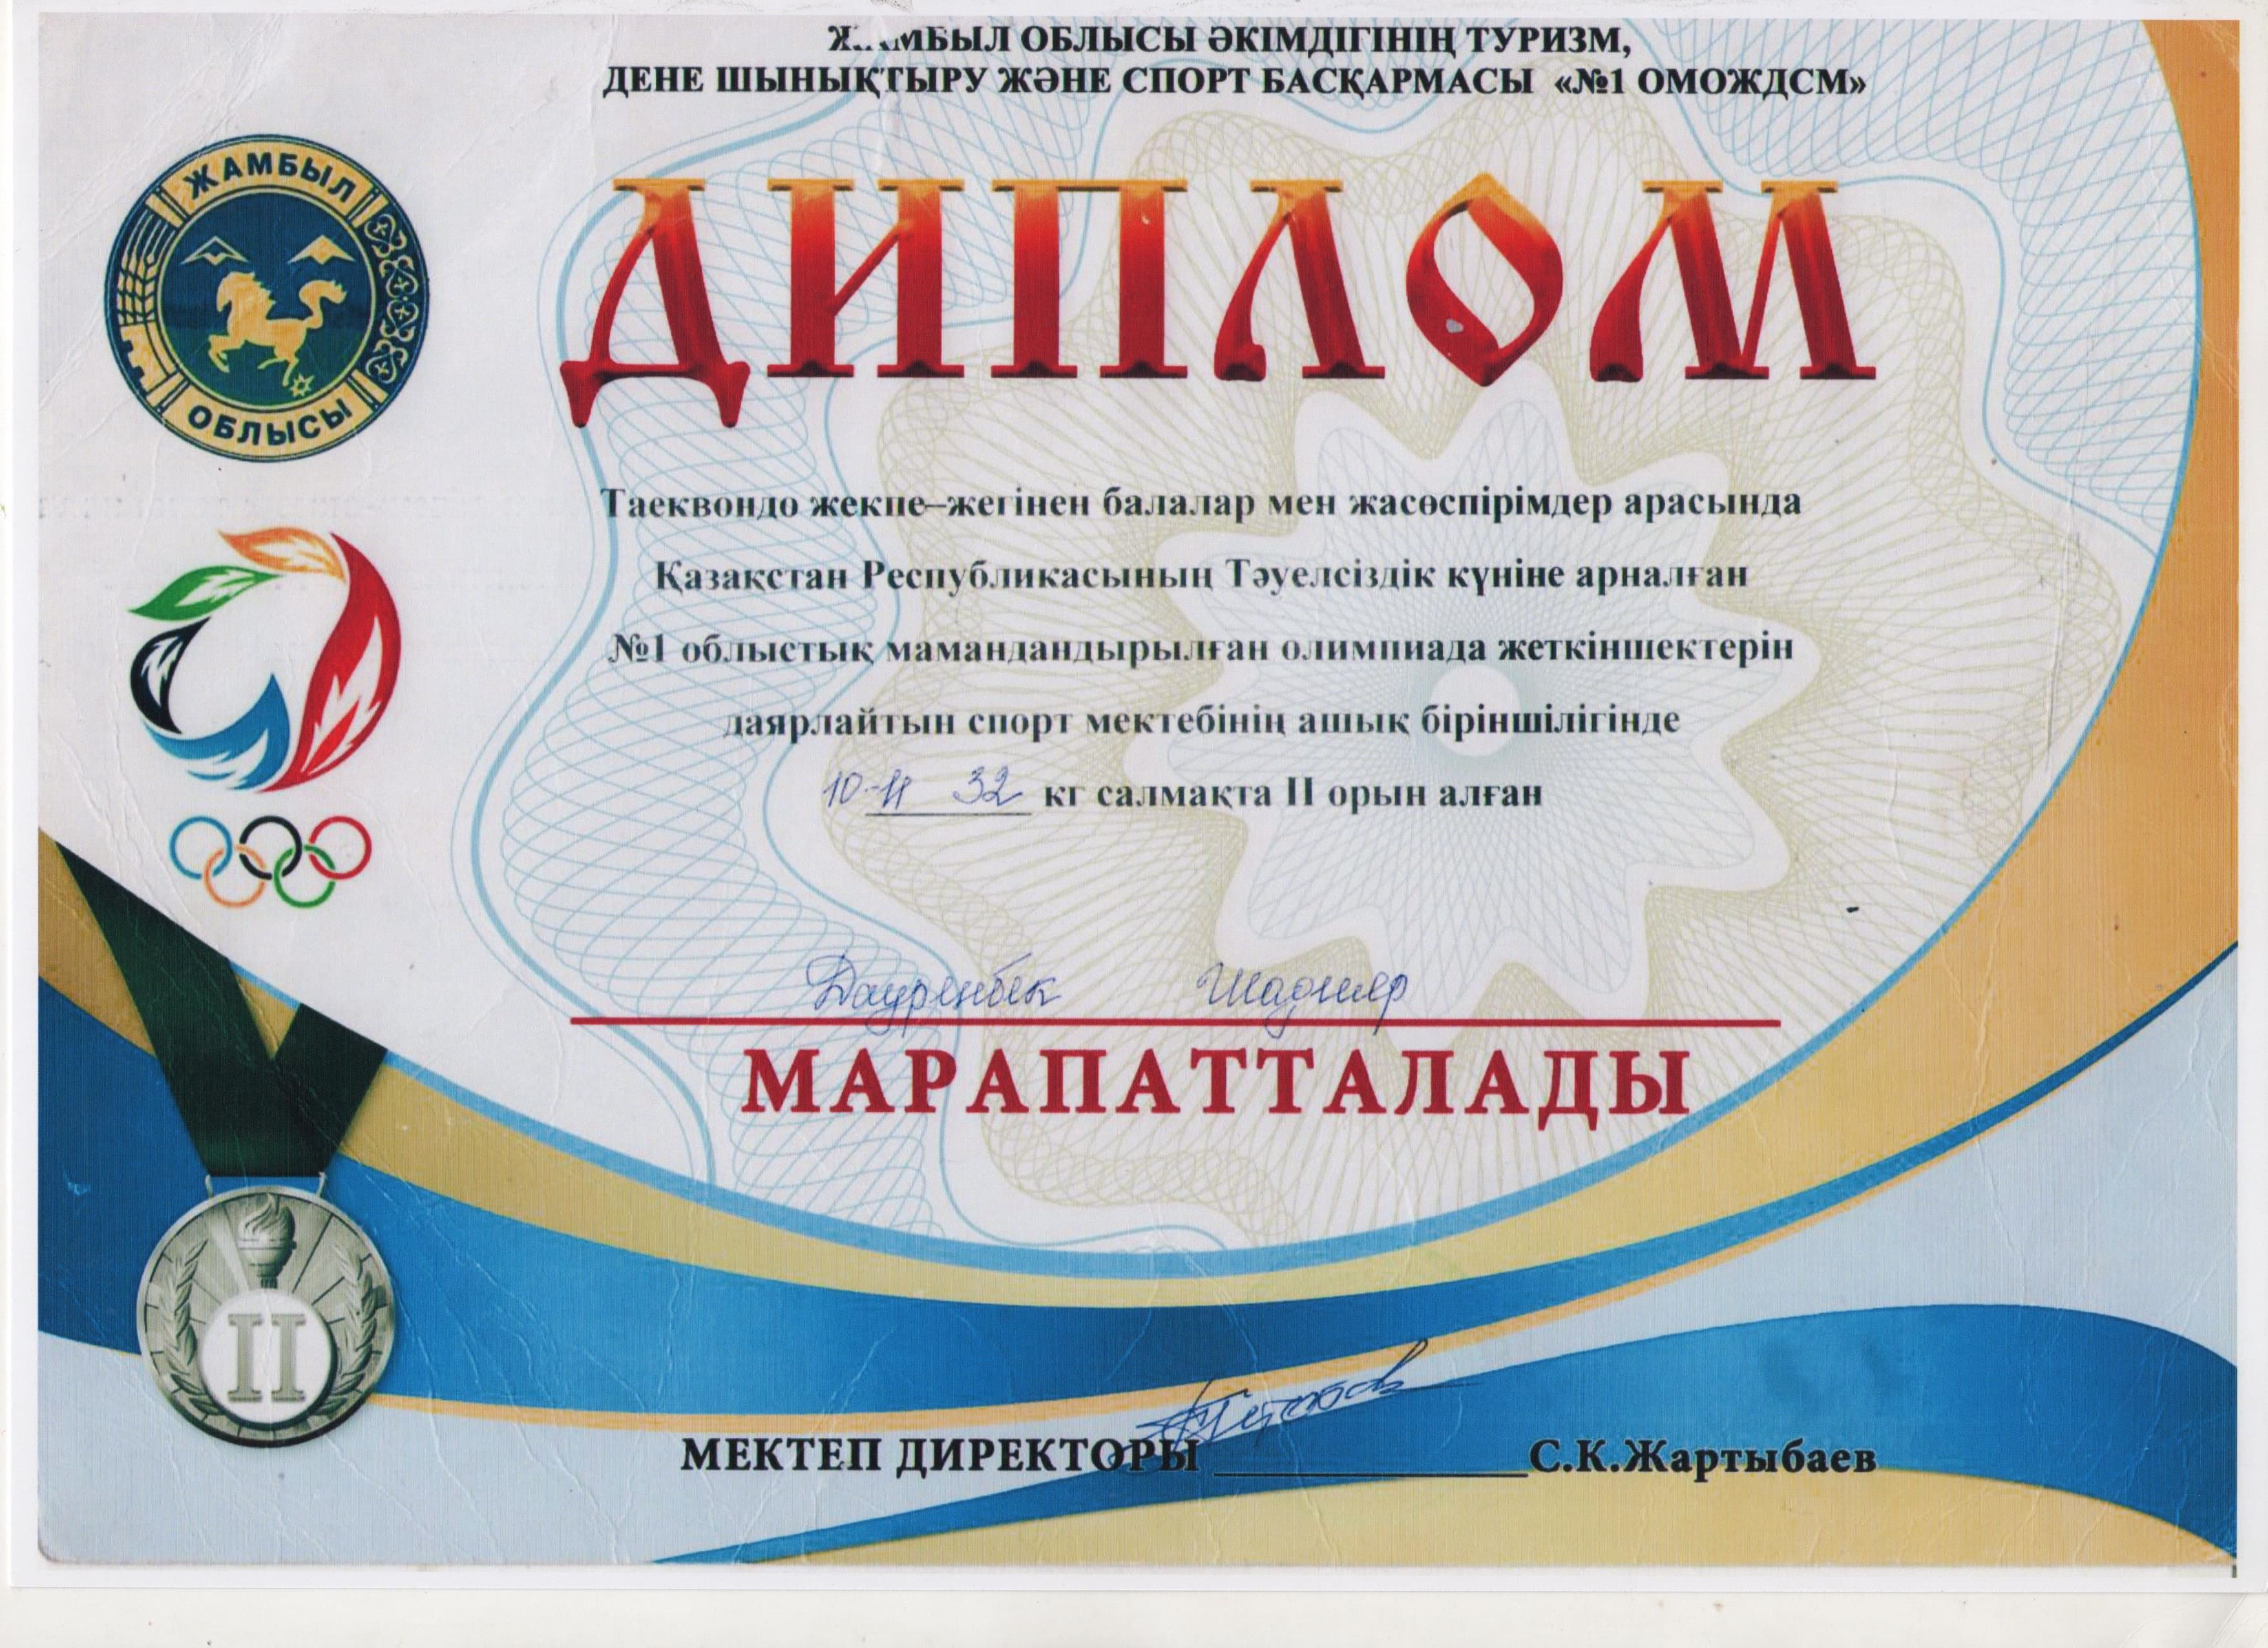 ЖАМБЫЛ ОБЛЫСЫ ӘКІМДІГІНІҢ ТУРИЗМ,
ДЕНЕ ШЫНЫҚТЫРУ ЖӘНЕ СПОРТ БАСҚАРМАСЫ «№1 ОМОЖДСМ»
ЖАМБЫЛ
ОБЛЫСЫ
ДИПЛОМ
Таеквондо жекпе–жегінен балалар мен жасөспірімдер арасында
Қазақстан Республикасының Тәуелсіздік күніне арналған
№1 облыстық мамандандырылған олимпиада жеткіншектерін
даярлайтын спорт мектебінің ашық біріншілігінде
10-11 32 кг салмақта II орын алған
Дауренбек Шадияр
МАРАПАТТАЛАДЫ
II
МЕКТЕП ДИРЕКТОРЫ С.К.Жартыбаев